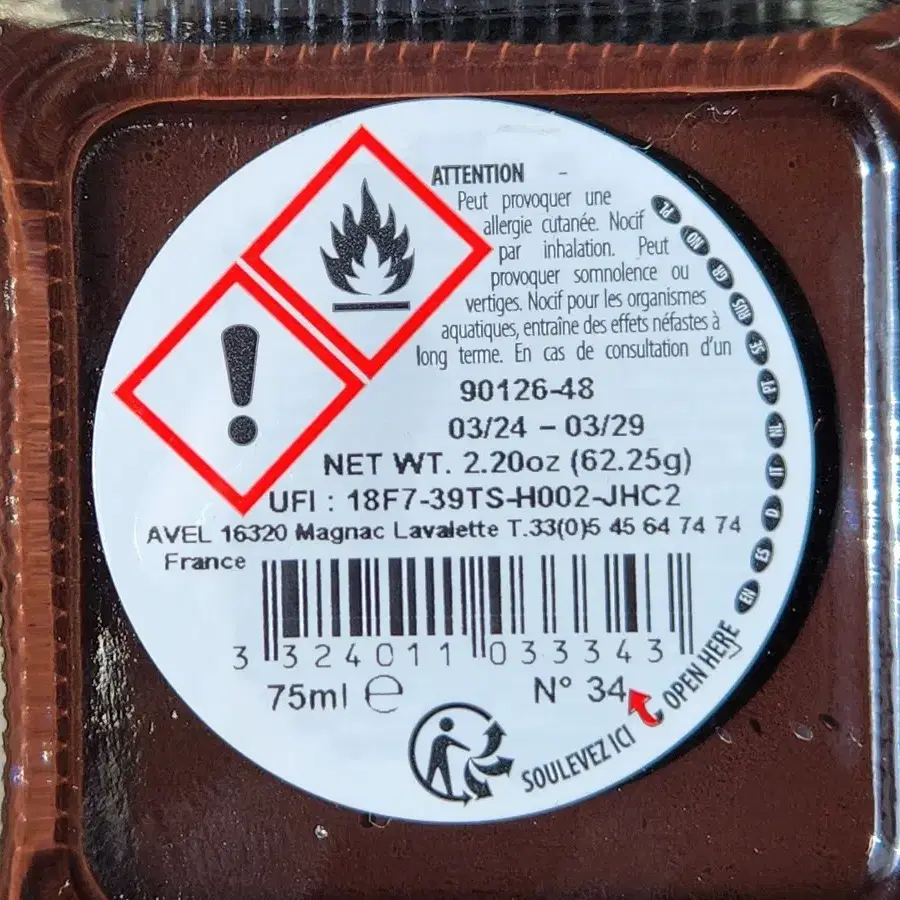 ATTENTION -
Peut provoquer une
allergie cutanée. Nocif
par inhalation. Peut
provoquer somnolence ou
vertiges. Nocif pour les organismes
aquatiques, entraîne des effets néfastes à
long terme. En cas de consultation d'un
90126-48
03/24 - 03/29
NET WT. 2.20oz (62.25g)
UFI : 18F7-39TS-H002-JHC2
AVEL 16320 Magnac Lavalette T.33(0)5 45 64 74 74
France
3 324011 033343
75ml ℮
N° 34
SOULEVEZ ICI
OPEN HERE
EN
ES
D
IT
NL
PT
SE
RUS
GR
NO
PL